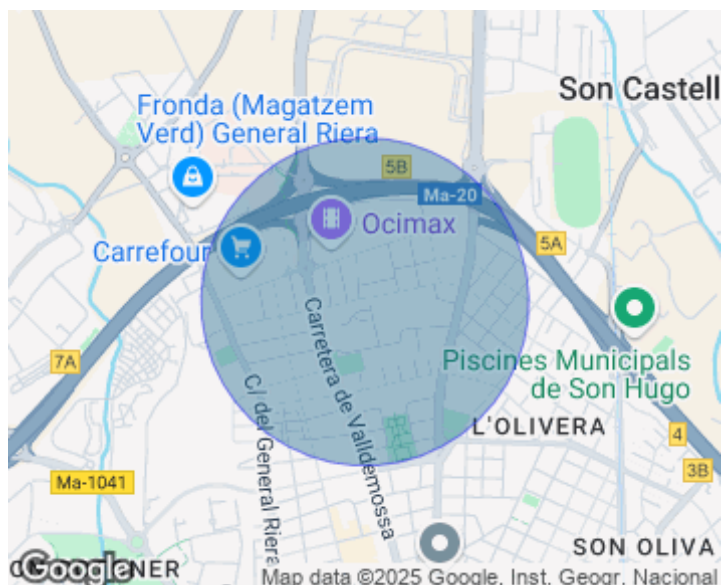 Son Castell
Fronda (Magatzem
Verd) General Riera
5B
Ma-20
Ocimax
Carrefour
5A
7A
Carretera de Valldemossa
C/ del General Riera
Piscines Municipals
de Son Hugo
L'OLIVERA
4
3B
Ma-1041
SON OLIVA
Google
Map data ©2025 Google, Inst. Geogr. Nacional